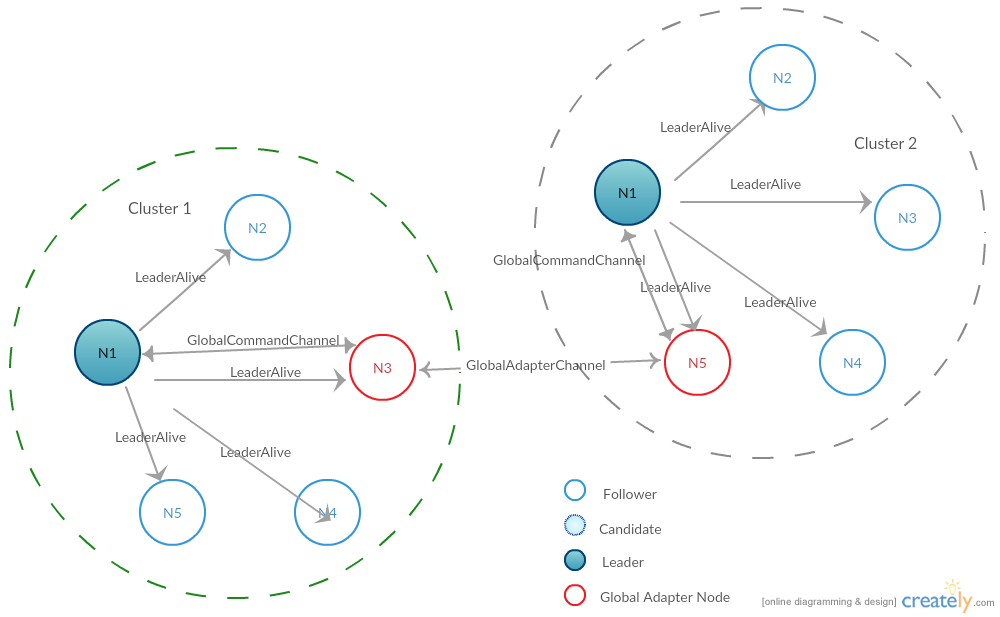 N2
Cluster 2
LeaderAlive
N1
LeaderAlive
N3
GlobalCommandChannel
LeaderAlive
LeaderAlive
N5
N4
Cluster 1
N2
LeaderAlive
N1
GlobalCommandChannel
N3
LeaderAlive
GlobalAdapterChannel
LeaderAlive
LeaderAlive
N5
N4
Follower
Candidate
Leader
Global Adapter Node
[online diagramming & design] creately.com